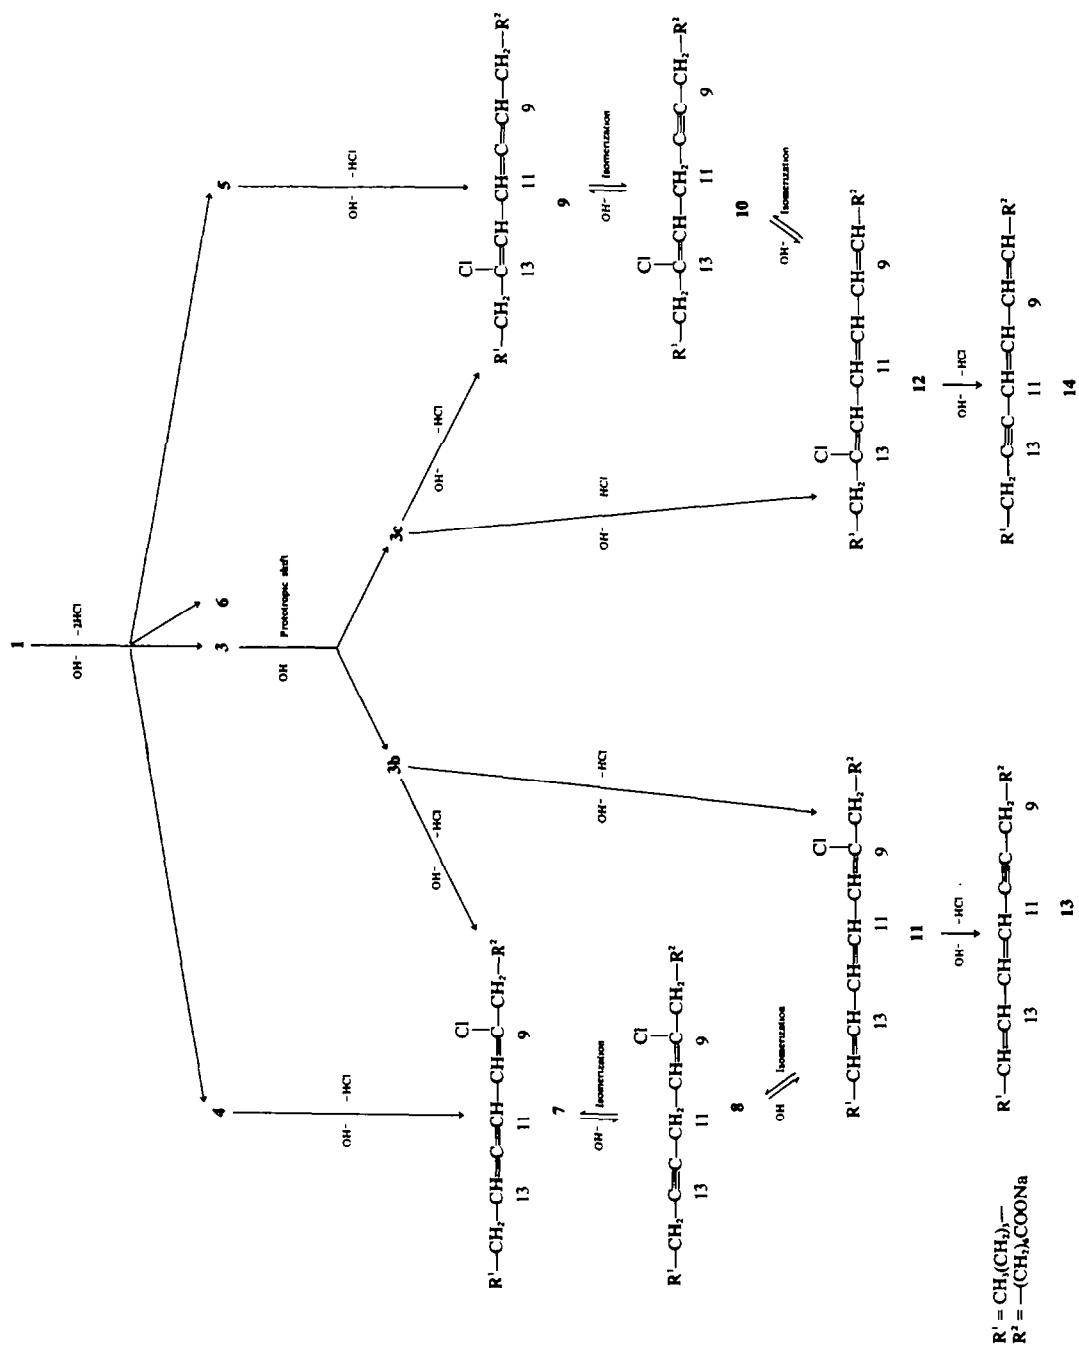 1
OH⁻ -2HCl
4 3 6 5
OH Prototropic shift
OH⁻ -HCl
OH⁻ -HCl
3b 3c
OH⁻ -HCl
OH⁻ -HCl
OH⁻ -HCl
OH⁻ HCl
Cl
R¹—CH₂—CH=C=CH—CH=C—CH₂—R²
13 11 9
7
Cl
R¹—CH₂—C=CH—CH=C=CH—CH₂—R²
13 11 9
9
OH⁻ Isomerization
OH⁻ Isomerization
Cl
R¹—CH₂—C≡C—CH₂—CH=C—CH₂—R²
13 11 9
8
Cl
R¹—CH₂—C=CH—CH₂—C≡C—CH₂—R²
13 11 9
10
OH Isomerization
OH⁻ Isomerization
Cl
R¹—CH=CH—CH=CH—CH=C—CH₂—R²
13 11 9
11
Cl
R¹—CH₂—C=CH—CH=CH—CH=CH—R²
13 11 9
12
OH⁻ -HCl
OH⁻ -HCl
R¹—CH=CH—CH=CH—C≡C—CH₂—R²
13 11 9
13
R¹—CH₂—C≡C—CH=CH—CH=CH—R²
13 11 9
14
R¹ = CH₃(CH₂)₃—
R² = —(CH₂)₆COONa